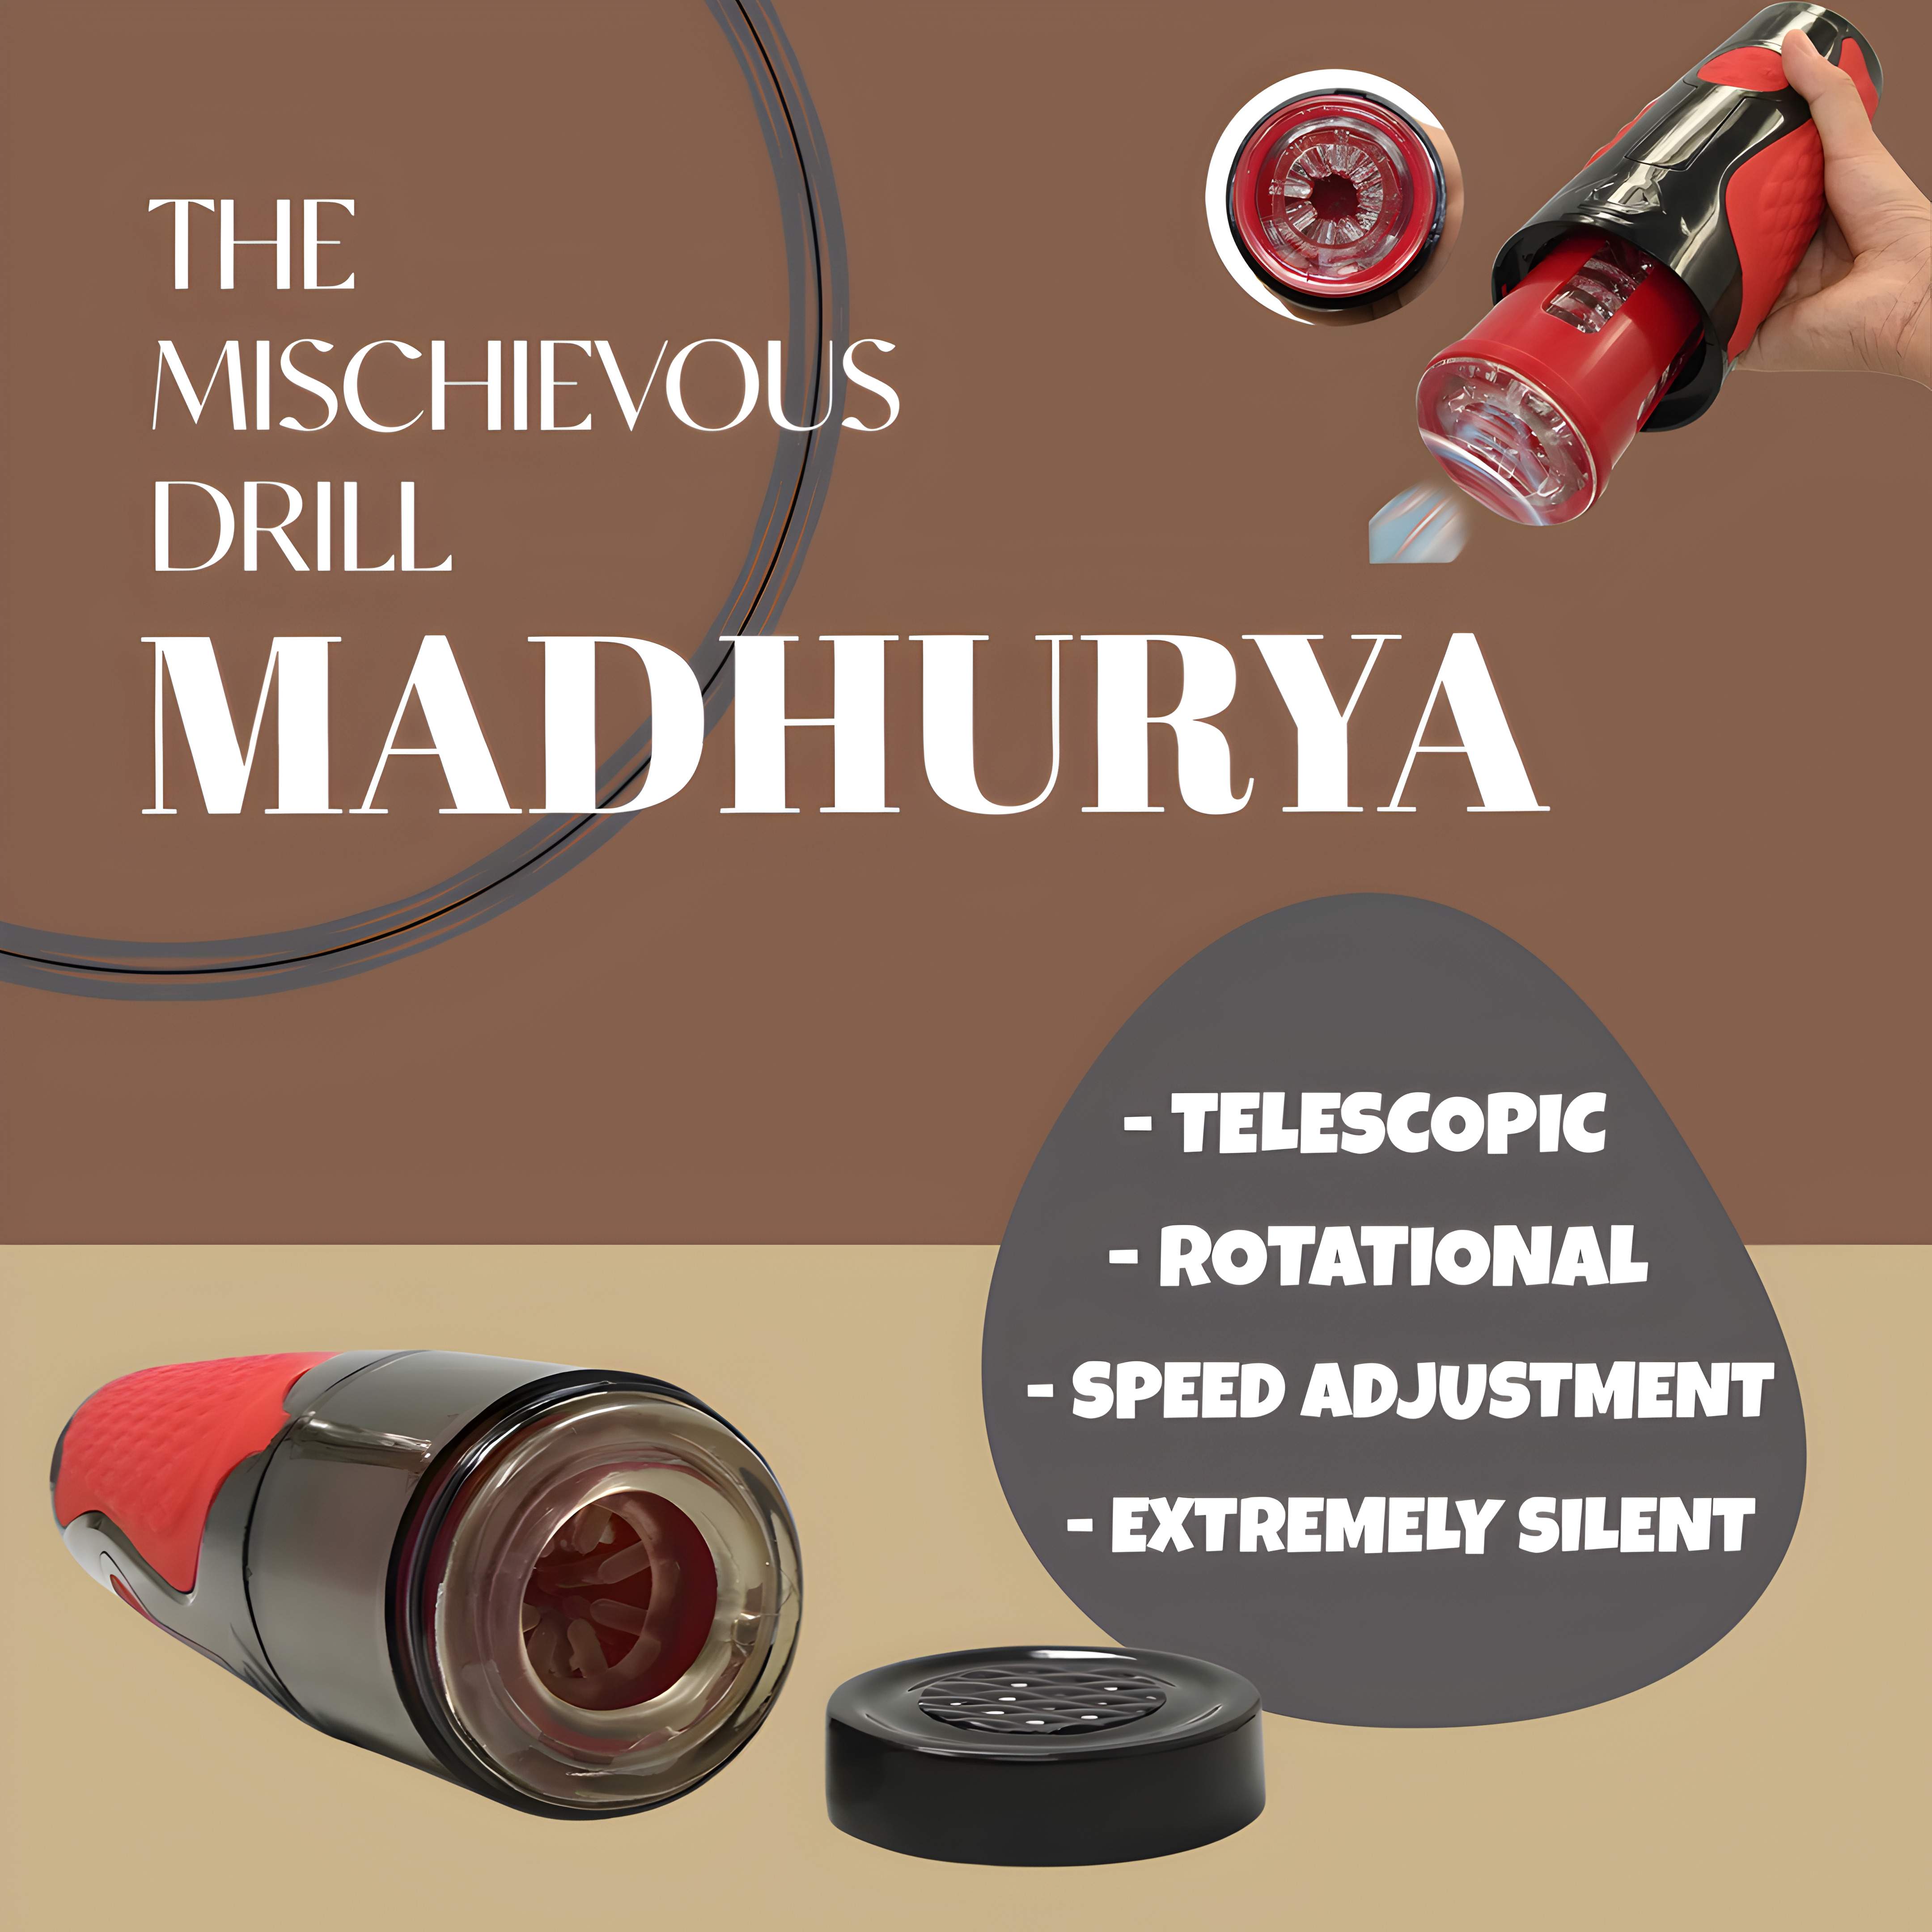 THE
MISCHIEVOUS
DRILL
MADHURYA
- TELESCOPIC
- ROTATIONAL
- SPEED ADJUSTMENT
- EXTREMELY SILENT